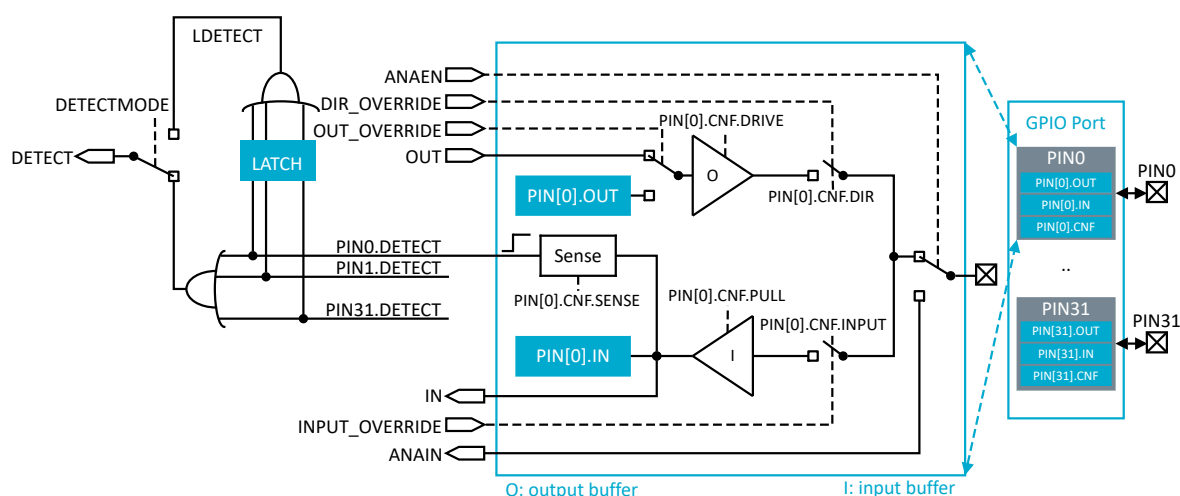 LDETECT
ANAEN
DETECTMODE
DIR_OVERRIDE
OUT_OVERRIDE
PIN[0].CNF.DRIVE
GPIO Port
DETECT
LATCH
OUT
O
PIN0
PIN0
PIN[0].OUT
PIN[0].CNF.DIR
PIN[0].OUT
PIN[0].IN
PIN[0].CNF
PIN0.DETECT
Sense
PIN1.DETECT
..
PIN[0].CNF.SENSE
PIN[0].CNF.PULL
PIN31.DETECT
PIN[0].CNF.INPUT
PIN31
PIN31
PIN[31].OUT
PIN[0].IN
I
PIN[31].IN
PIN[31].CNF
IN
INPUT_OVERRIDE
ANAIN
O: output buffer
I: input buffer